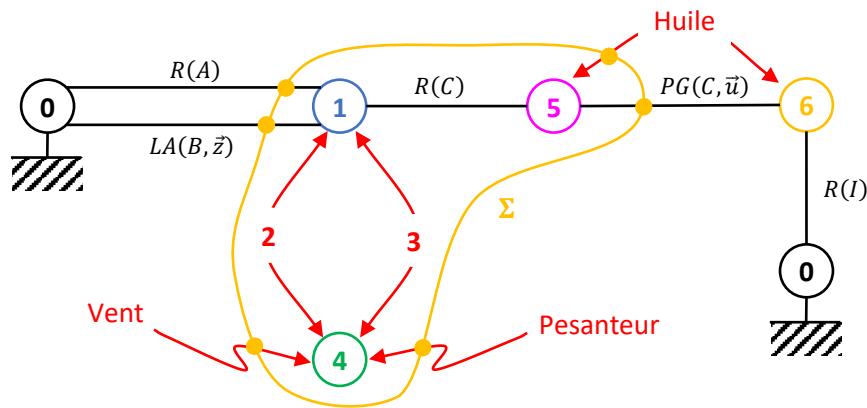 Huile
R(A)
R(C)
PG(C, u⃗)
0
1
5
6
LA(B, z⃗)
R(I)
Σ
2
3
0
Vent
Pesanteur
4